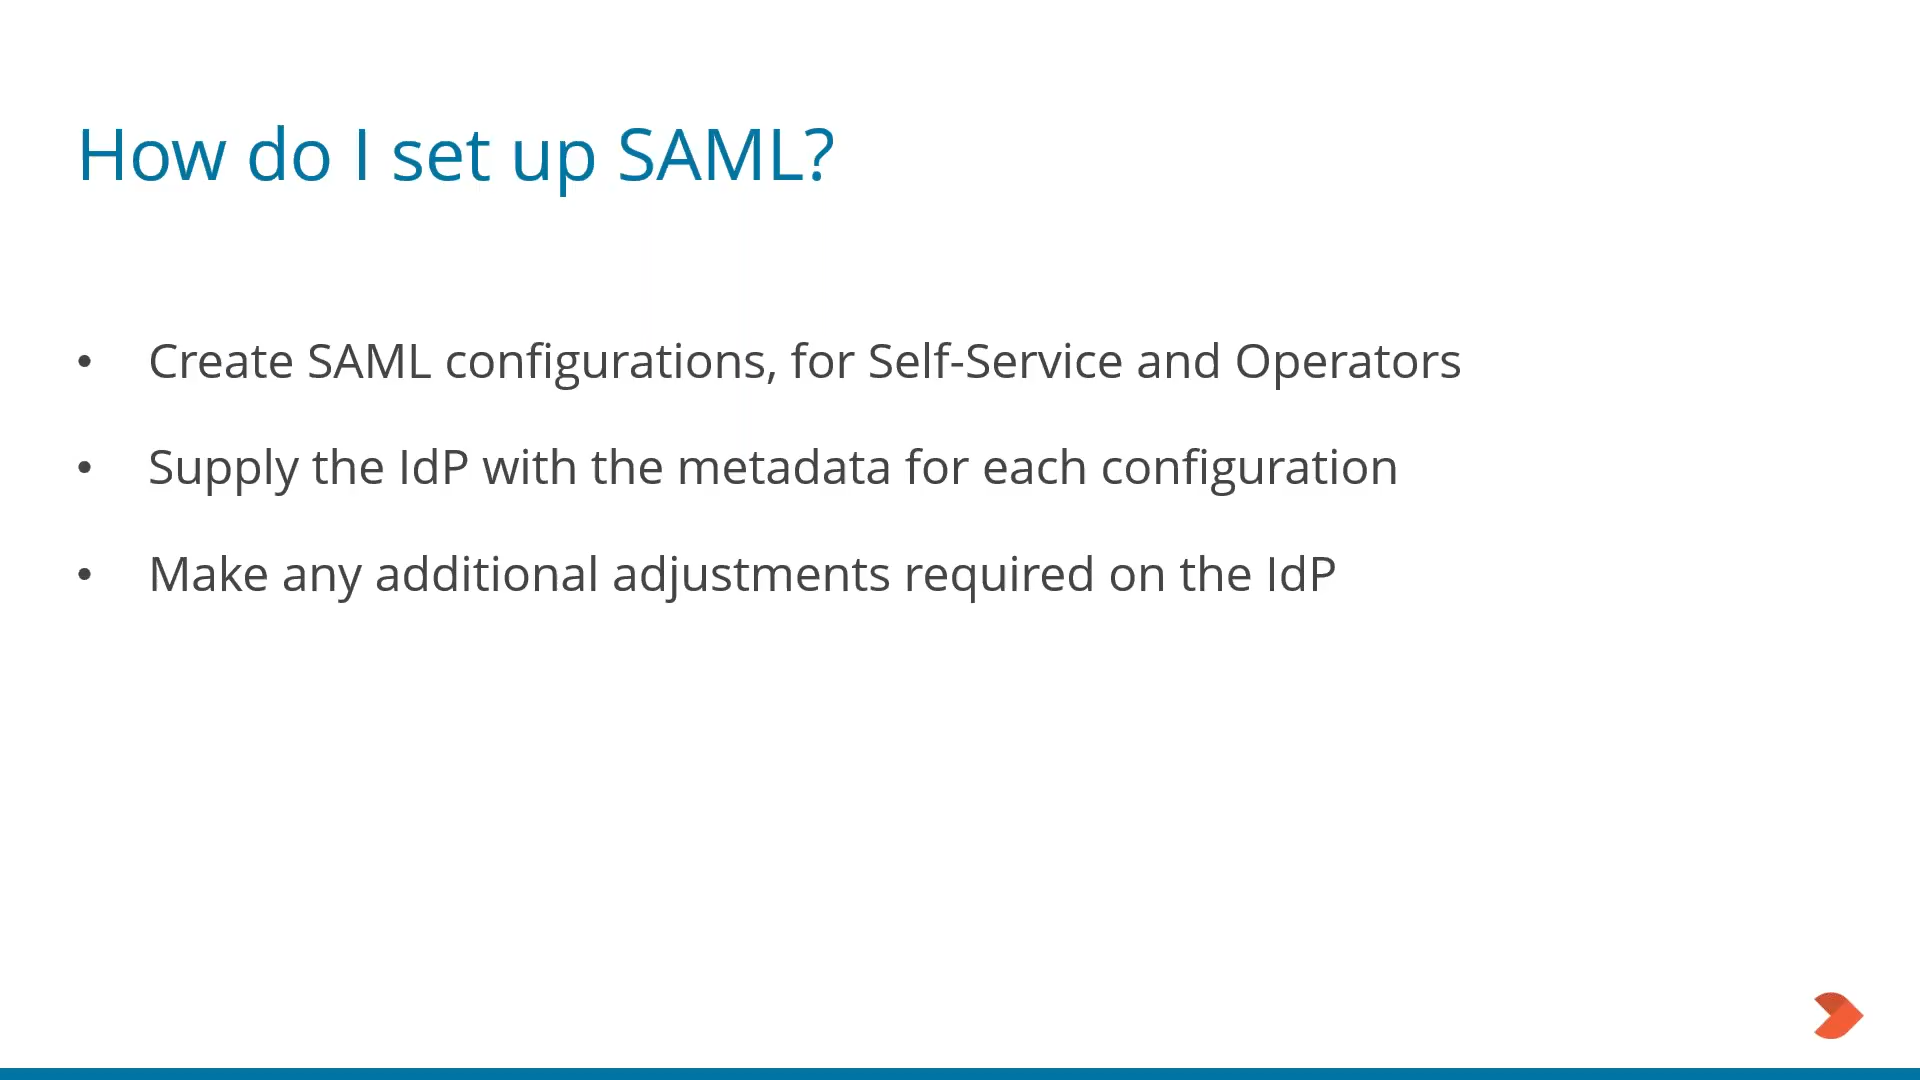 How do I set up SAML?
• Create SAML configurations, for Self-Service and Operators
• Supply the IdP with the metadata for each configuration
• Make any additional adjustments required on the IdP